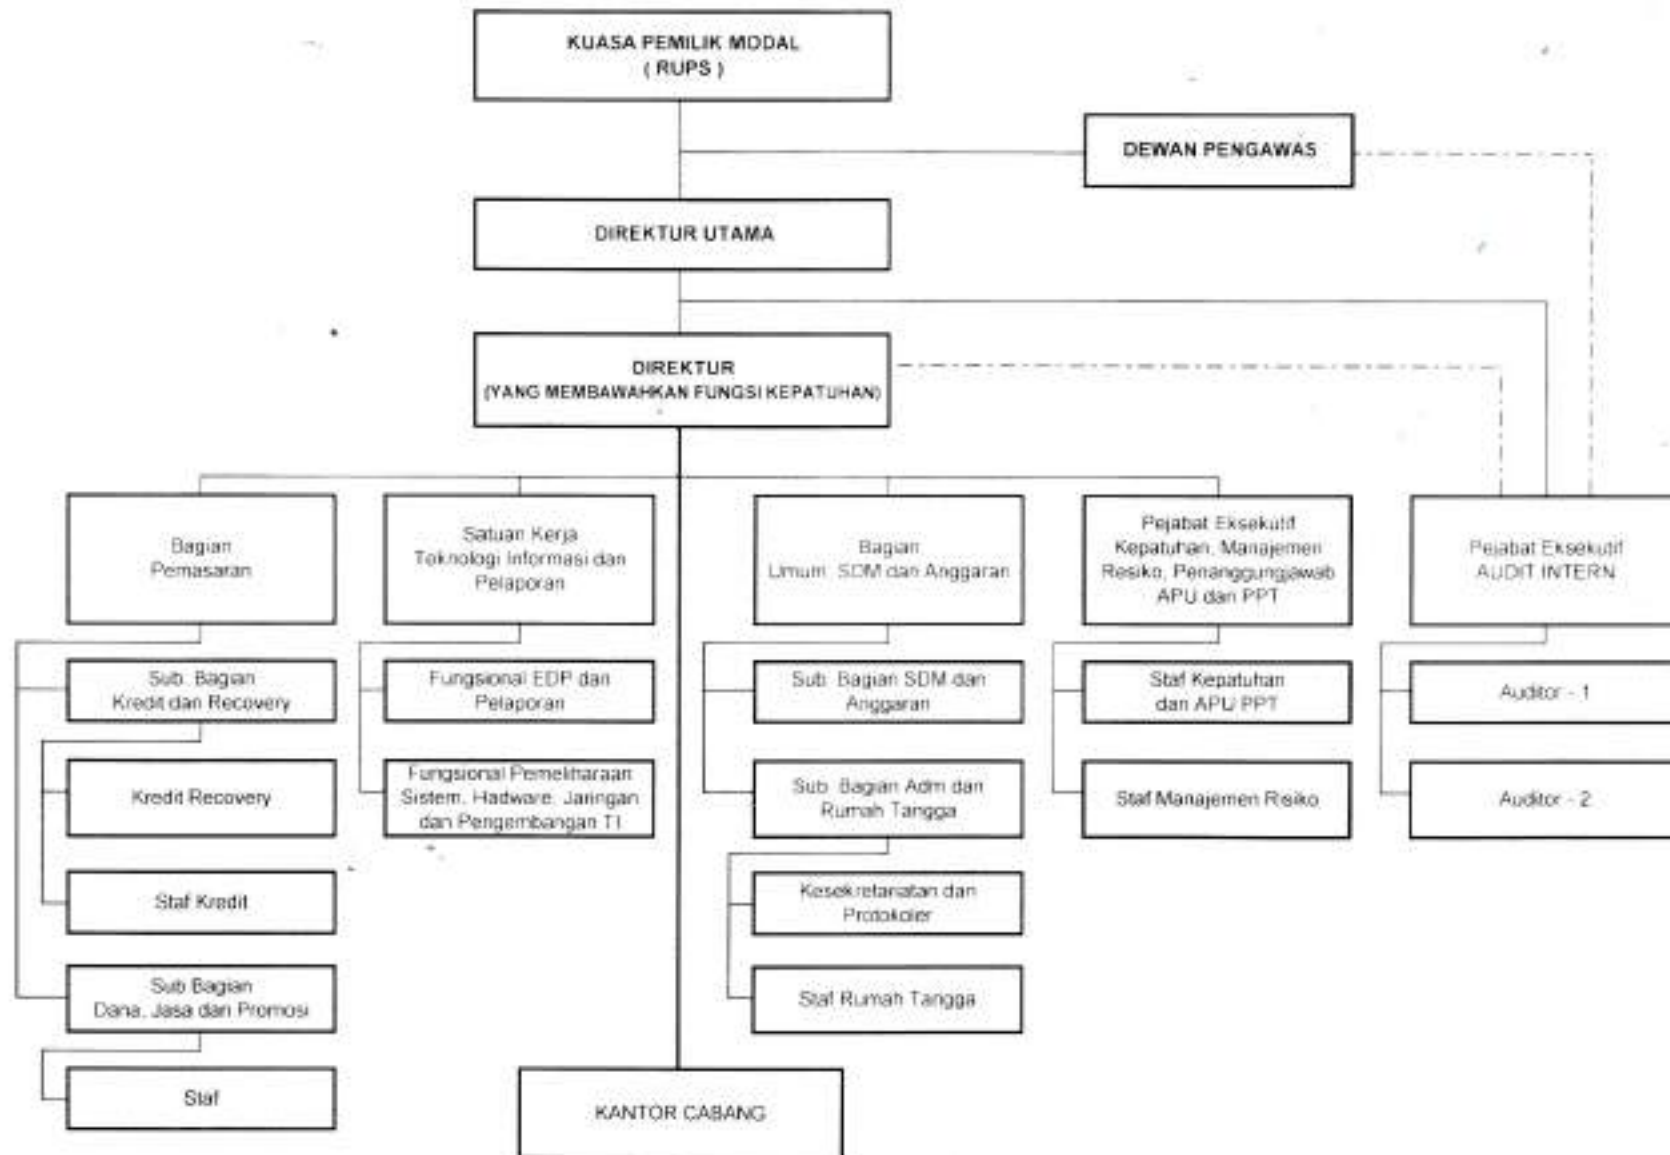 KUASA PEMILIK MODAL
( RUPS )
DEWAN PENGAWAS
DIREKTUR UTAMA
DIREKTUR
(YANG MEMBAWAHKAN FUNGSI KEPATUHAN)
Bagian
Pemasaran
Satuan Kerja
Teknologi Informasi dan
Pelaporan
Bagian
Umum SDM dan Anggaran
Pejabat Eksekutif
Kepatuhan, Manajemen
Resiko, Penanggungjawab
APU dan PPT
Pejabat Eksekutif
AUDIT INTERN
Sub. Bagian
Kredit dan Recovery
Fungsional EDP dan
Pelaporan
Sub. Bagian SDM dan
Anggaran
Staf Kepatuhan
dan APU PPT
Auditor - 1
Kredit Recovery
Fungsional Pemeliharaan
Sistem, Hadware, Jaringan
dan Pengembangan TI
Sub. Bagian Adm dan
Rumah Tangga
Staf Manajemen Risiko
Auditor - 2
Staf Kredit
Kesekretariatan dan
Protokoler
Sub Bagian
Dana, Jasa dan Promosi
Staf Rumah Tangga
Staf
KANTOR CABANG